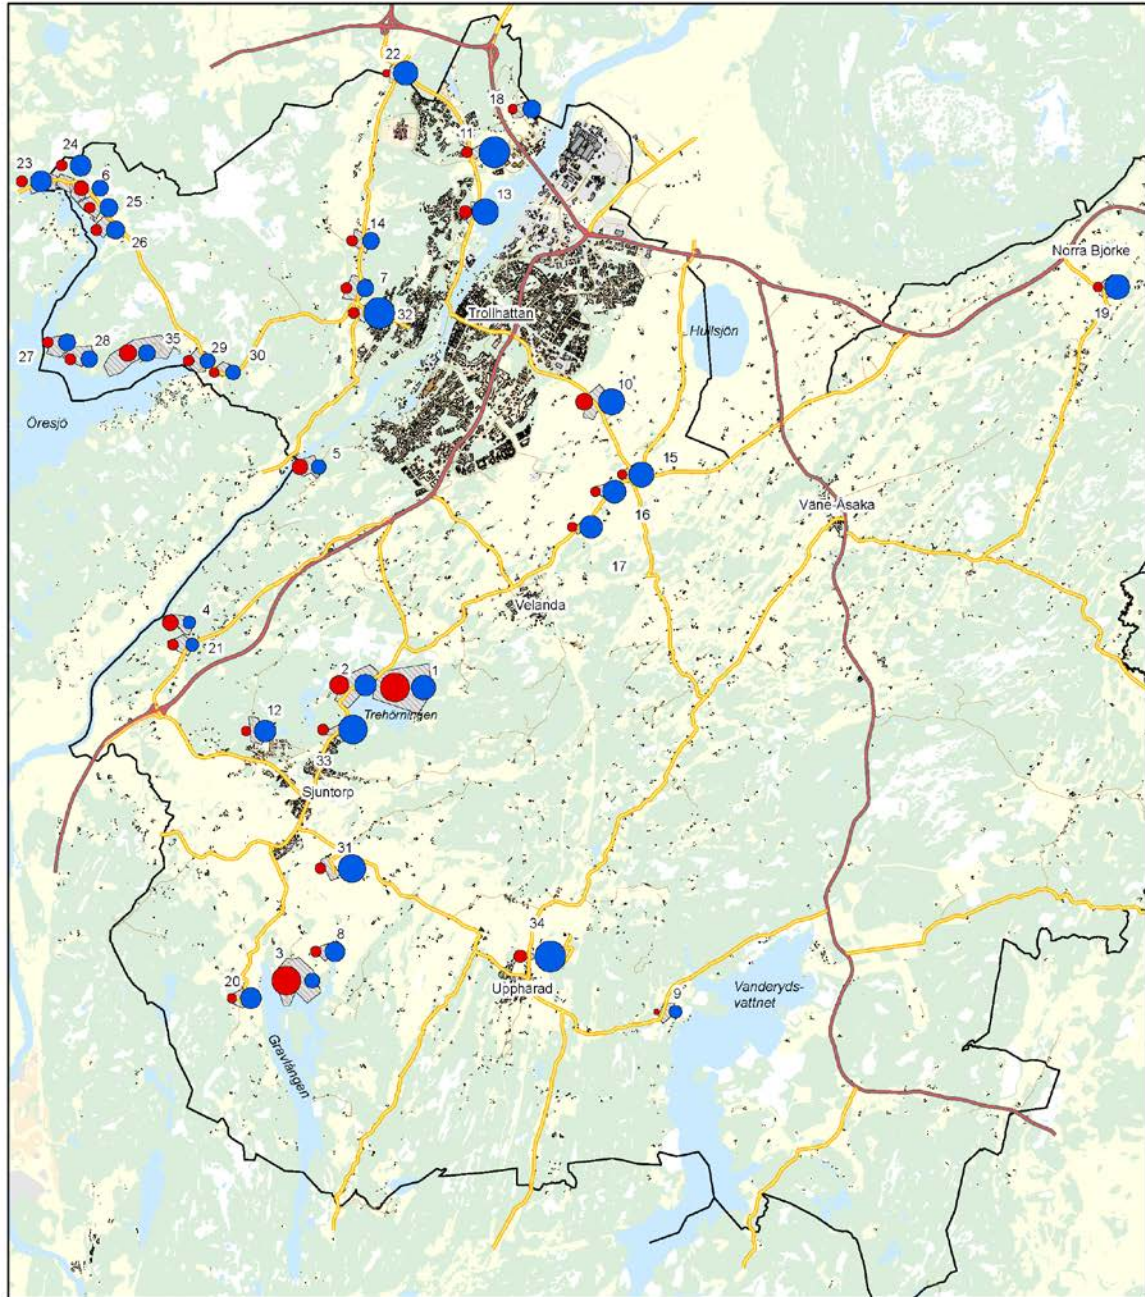 22
18
11
24
23
6
25
13
26
14
Norra Björke
7
Trollhättan
32
19
Hullsjön
35
28
29
30
27
10
Öresjö
5
15
Väne-Åsaka
16
17
Velanda
4
21
2
1
Trehörningen
12
33
Sjuntorp
31
34
8
3
Upphärad
Vanderyds-
vattnet
20
9
Gravlången